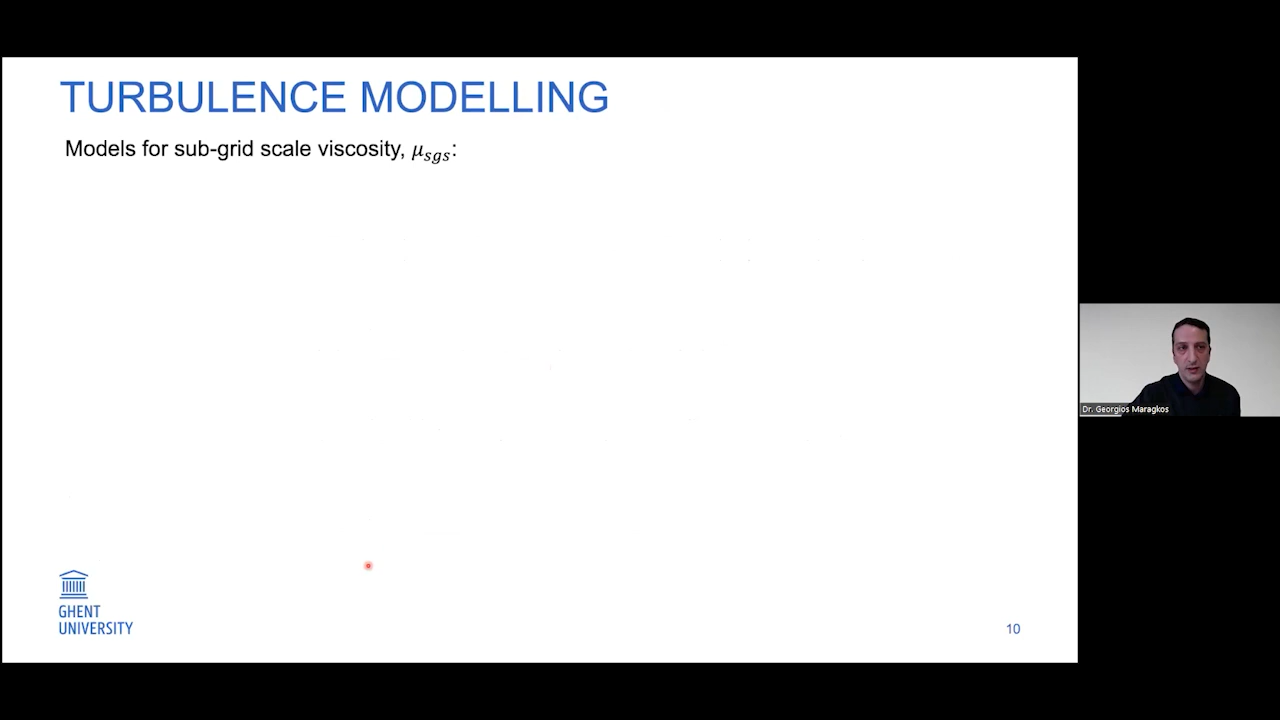 TURBULENCE MODELLING
Models for sub-grid scale viscosity, μsgs:
Dr. Georgios Maragkos
GHENT
UNIVERSITY
10